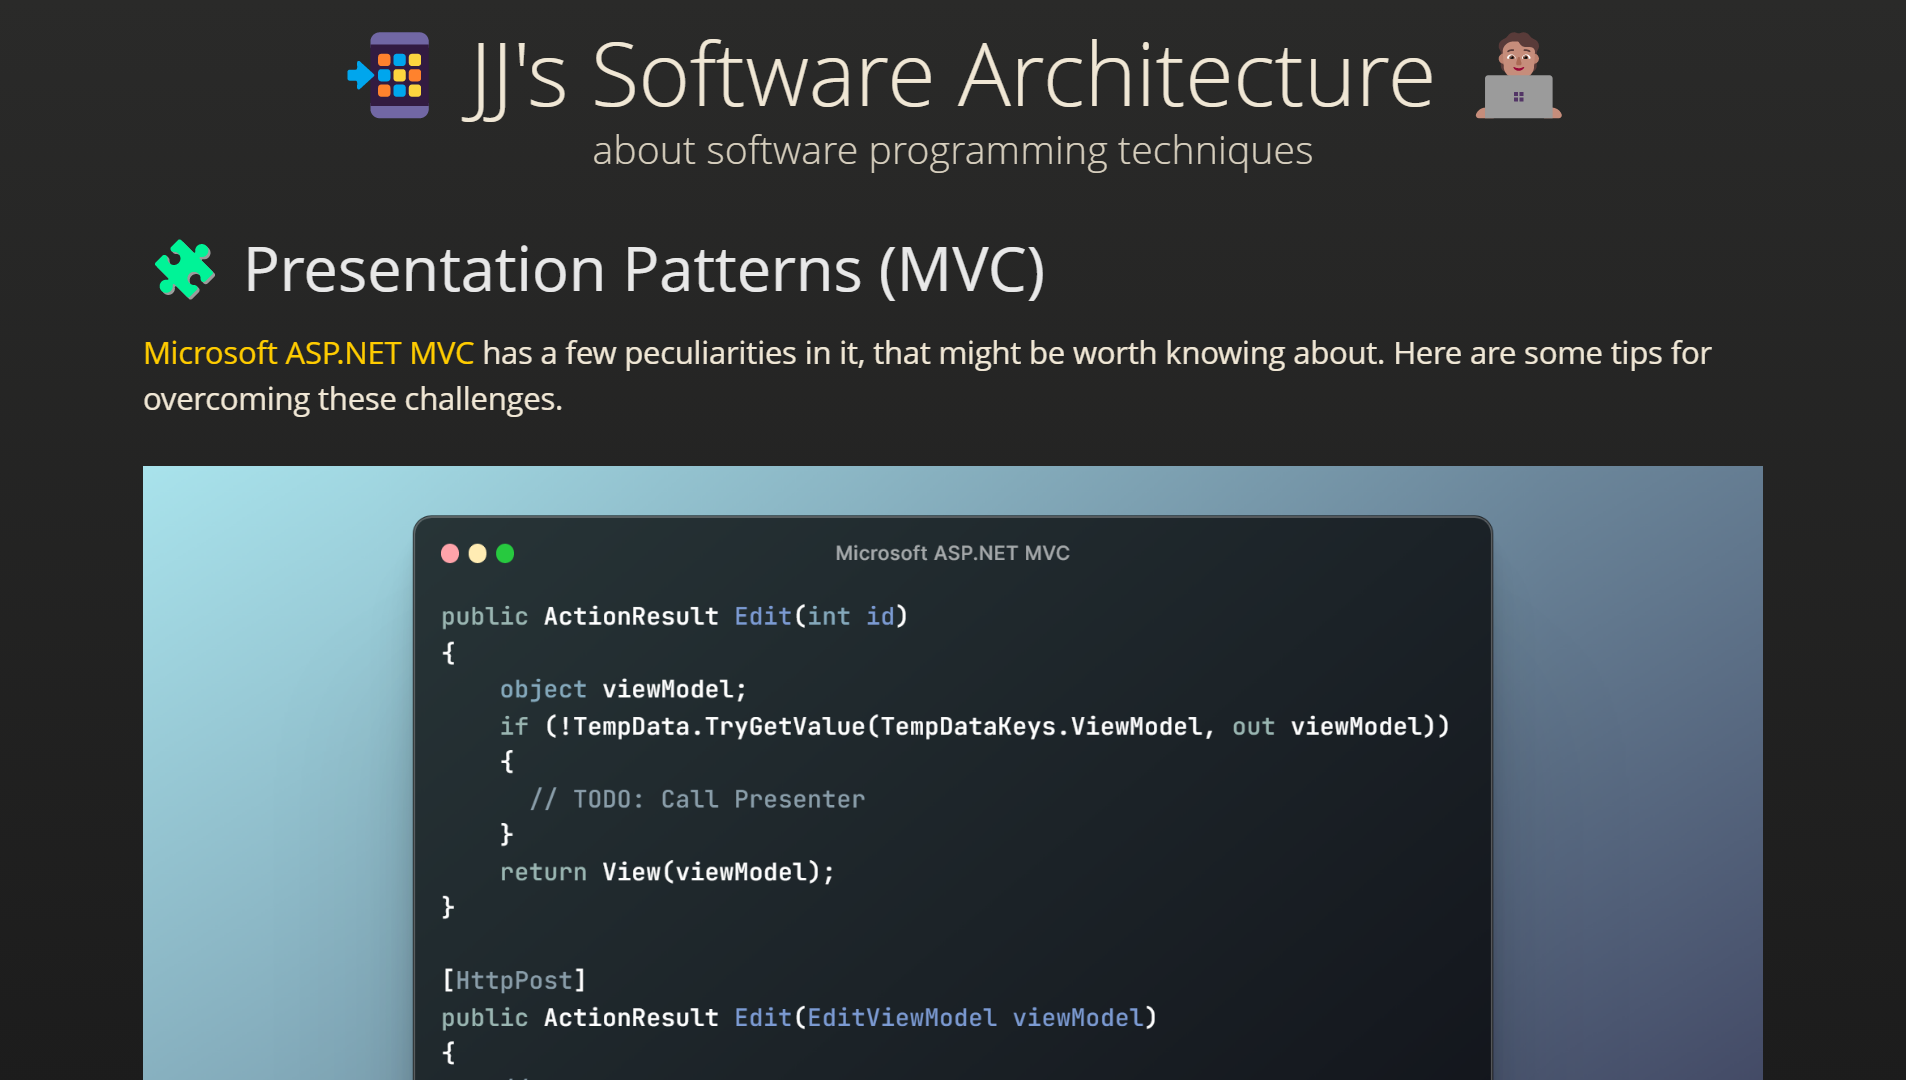 JJ's Software Architecture
about software programming techniques
Presentation Patterns (MVC)
Microsoft ASP.NET MVC has a few peculiarities in it, that might be worth knowing about. Here are some tips for
overcoming these challenges.
Microsoft ASP.NET MVC
public ActionResult Edit(int id)
{
    object viewModel;
    if (!TempData.TryGetValue(TempDataKeys.ViewModel, out viewModel))
    {
      // TODO: Call Presenter
    }
    return View(viewModel);
}
[HttpPost]
public ActionResult Edit(EditViewModel viewModel)
{